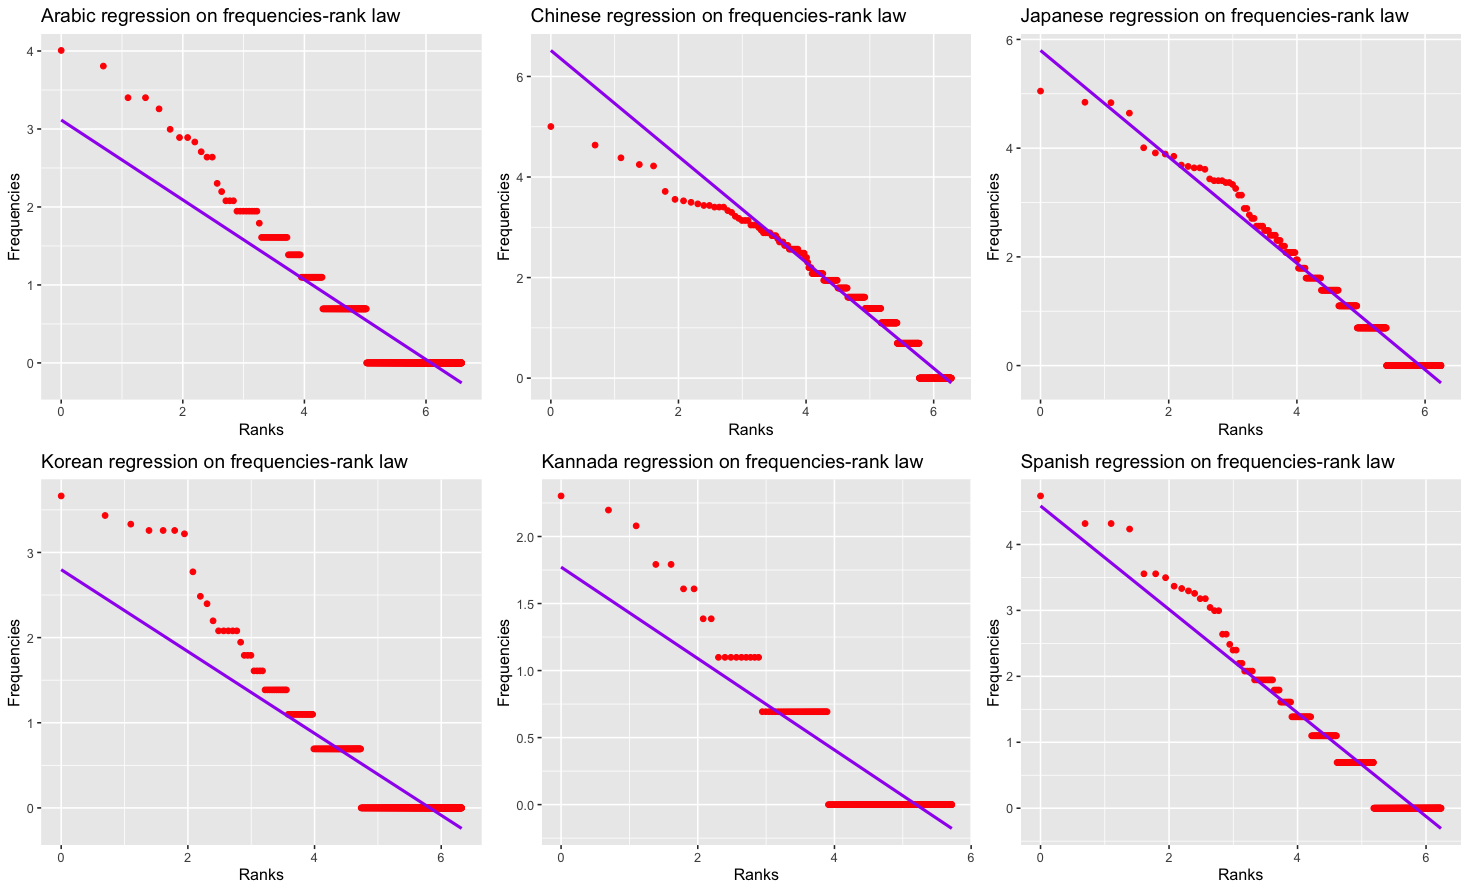 Arabic regression on frequencies-rank law
4
3
2
1
0
Frequencies
0 2 4 6
Ranks
Chinese regression on frequencies-rank law
6
4
2
0
Frequencies
0 2 4 6
Ranks
Japanese regression on frequencies-rank law
6
4
2
0
Frequencies
0 2 4 6
Ranks
Korean regression on frequencies-rank law
3
2
1
0
Frequencies
0 2 4 6
Ranks
Kannada regression on frequencies-rank law
2.0
1.5
1.0
0.5
0.0
Frequencies
0 2 4 6
Ranks
Spanish regression on frequencies-rank law
4
3
2
1
0
Frequencies
0 2 4 6
Ranks